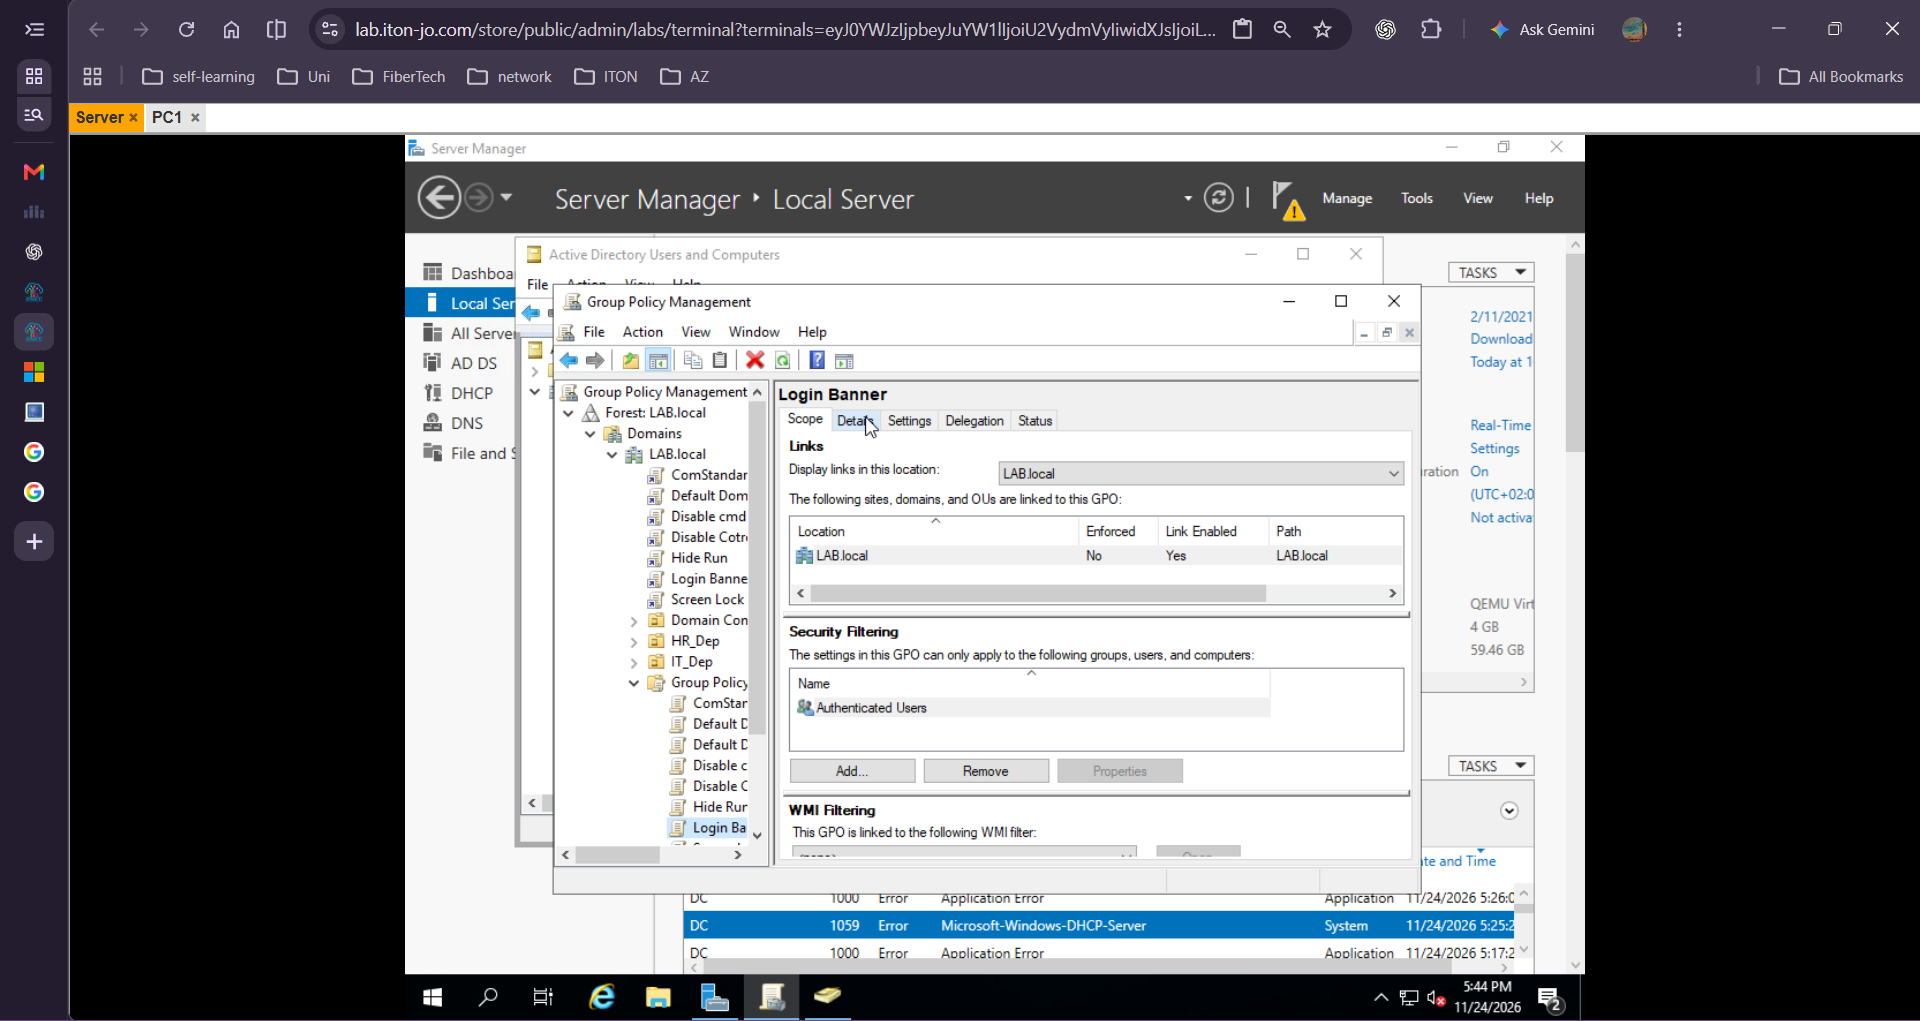 lab.iton-jo.com/store/public/admin/labs/terminal?terminals=eyJ0YWJzIjpbeyJuYW1lIjoiU2VydmVyIiwidXJsIjoiL...
Ask Gemini
self-learning
Uni
FiberTech
network
ITON
AZ
All Bookmarks
Server
PC1
Server Manager
Server Manager
Local Server
Manage
Tools
View
Help
Dashboa
Local Ser
All Server
AD DS
DHCP
DNS
File and S
Active Directory Users and Computers
File
Action
View
Help
Group Policy Management
File
Action
View
Window
Help
Group Policy Management
Forest: LAB.local
Domains
LAB.local
ComStandar
Default Dom
Disable cmd
Disable Cotr
Hide Run
Login Banne
Screen Lock
Domain Con
HR_Dep
IT_Dep
Group Policy
ComStar
Default D
Default D
Disable c
Disable C
Hide Rur
Login Ba
Login Banner
Scope
Details
Settings
Delegation
Status
Links
Display links in this location:
LAB.local
The following sites, domains, and OUs are linked to this GPO:
Location
Enforced
Link Enabled
Path
LAB.local
No
Yes
LAB.local
Security Filtering
The settings in this GPO can only apply to the following groups, users, and computers:
Name
Authenticated Users
Add...
Remove
Properties
WMI Filtering
This GPO is linked to the following WMI filter:
<none>
Open
TASKS
2/11/2021
Download
Today at 1
Real-Time
Settings
ration
On
(UTC+02:0
Not activa
QEMU Virt
4 GB
59.46 GB
TASKS
te and Time
DC 1000 Error Application Error Application 11/24/2026 5:26:0
DC 1059 Error Microsoft-Windows-DHCP-Server System 11/24/2026 5:25:2
DC 1000 Error Application Error Application 11/24/2026 5:17:2
5:44 PM
11/24/2026
2